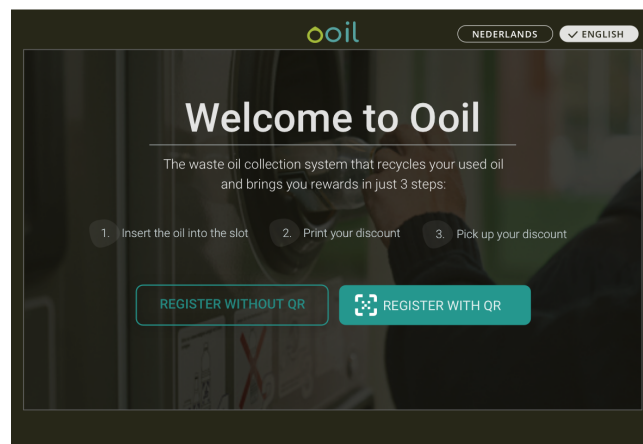 ooil
NEDERLANDS
ENGLISH
Welcome to Ooil
The waste oil collection system that recycles your used oil
and brings you rewards in just 3 steps:
1. Insert the oil into the slot
2. Print your discount
3. Pick up your discount
REGISTER WITHOUT QR
REGISTER WITH QR